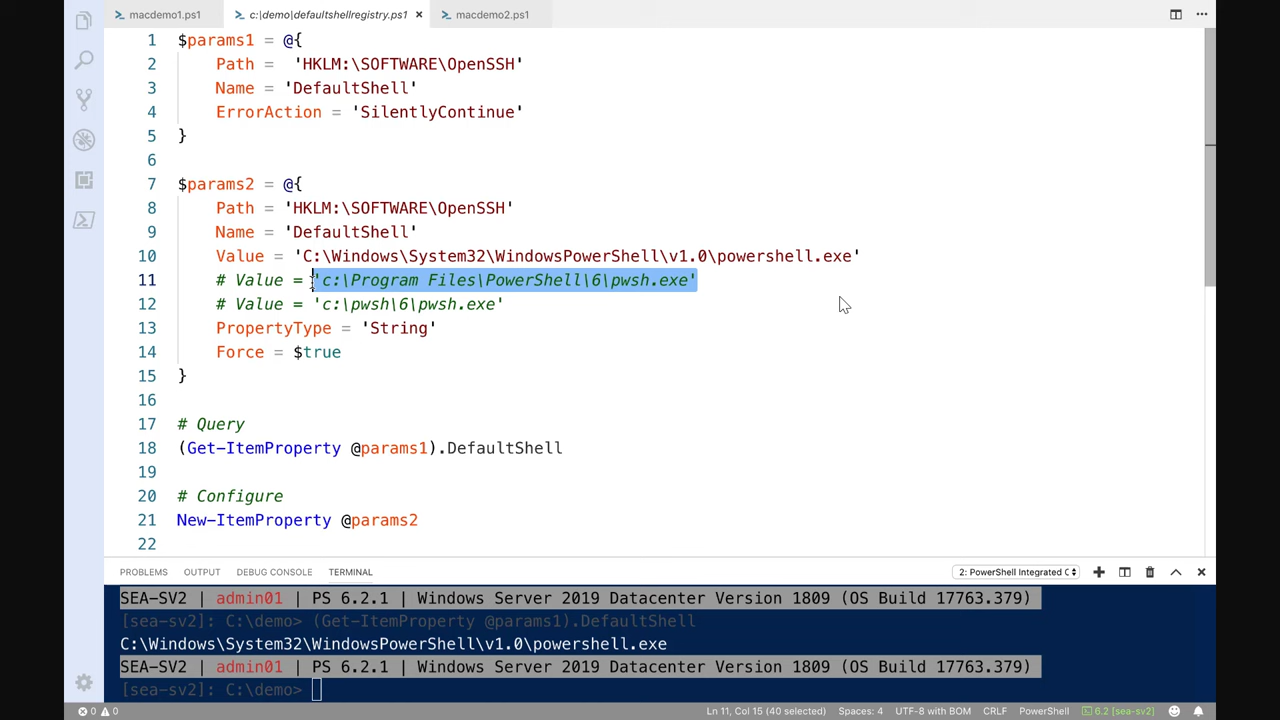 macdemo1.ps1
c:\demo\defaultshellregistry.ps1 ×
macdemo2.ps1
1 $params1 = @{
2 Path =  'HKLM:\SOFTWARE\OpenSSH'
3 Name = 'DefaultShell'
4 ErrorAction = 'SilentlyContinue'
5 }
6
7 $params2 = @{
8 Path = 'HKLM:\SOFTWARE\OpenSSH'
9 Name = 'DefaultShell'
10 Value = 'C:\Windows\System32\WindowsPowerShell\v1.0\powershell.exe'
11 # Value = 'c:\Program Files\PowerShell\6\pwsh.exe'
12 # Value = 'c:\pwsh\6\pwsh.exe'
13 PropertyType = 'String'
14 Force = $true
15 }
16
17 # Query
18 (Get-ItemProperty @params1).DefaultShell
19
20 # Configure
21 New-ItemProperty @params2
22
PROBLEMS OUTPUT DEBUG CONSOLE TERMINAL 2: PowerShell Integrated C
SEA-SV2 | admin01 | PS 6.2.1 | Windows Server 2019 Datacenter Version 1809 (OS Build 17763.379)
[sea-sv2]: C:\demo> (Get-ItemProperty @params1).DefaultShell
C:\Windows\System32\WindowsPowerShell\v1.0\powershell.exe
SEA-SV2 | admin01 | PS 6.2.1 | Windows Server 2019 Datacenter Version 1809 (OS Build 17763.379)
[sea-sv2]: C:\demo>
0 0 Ln 11, Col 15 (40 selected) Spaces: 4 UTF-8 with BOM CRLF PowerShell 6.2 [sea-sv2]